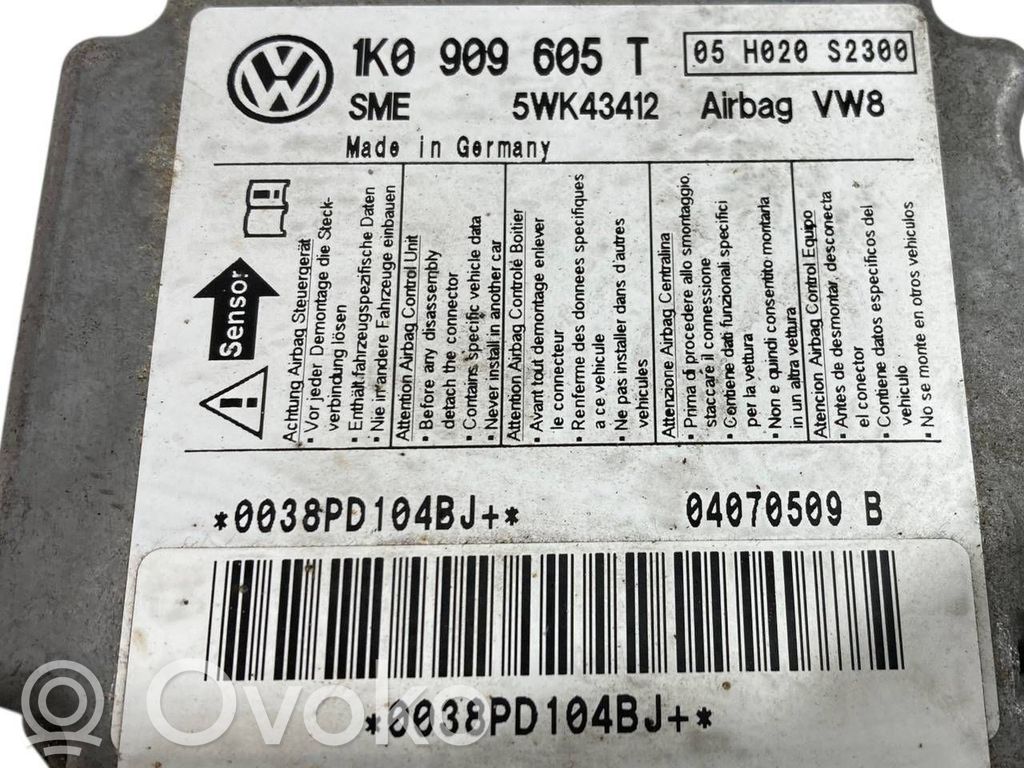 VW
1K0 909 605 T
05 H020 S2300
SME
5WK43412
Airbag VW8
Made in Germany
Sensor
Achtung Airbag Steuergerät
• Vor jeder Demontage die Steck-
verbindung lösen
• Enthält fahrzeugspezifische Daten
• Nie in andere Fahrzeuge einbauen
Attention Airbag Control Unit
• Before any disassembly
detach the connector
• Contains specific vehicle data
• Never install in another car
Attention Airbag Controlé Boitier
• Avant tout demontage enlever
le connecteur
• Renferme des donnees specifiques
a ce vehicule
• Ne pas installer dans d'autres
vehicules
Attenzione Airbag Centralina
• Prima di procedere allo smontaggio,
staccare il connessione
• Contiene dati funzionali specifici
per la vettura
• Non e quindi consentito montarla
in un altra vettura
Atencion Airbag Control Equipo
• Antes de desmontar, desconecta
el conector
• Contiene datos especificos del
vehiculo
• No se monte en otros vehiculos
*0038PD104BJ+*
04070509 B
*0038PD104BJ+*
Ovoko